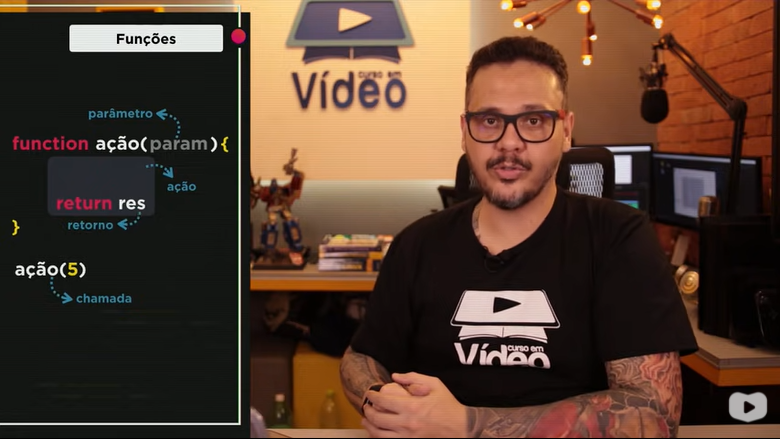 Funções
parâmetro
function ação(param){
ação
return res
retorno
}
ação(5)
chamada
curso em
Vídeo
curso em
Vídeo